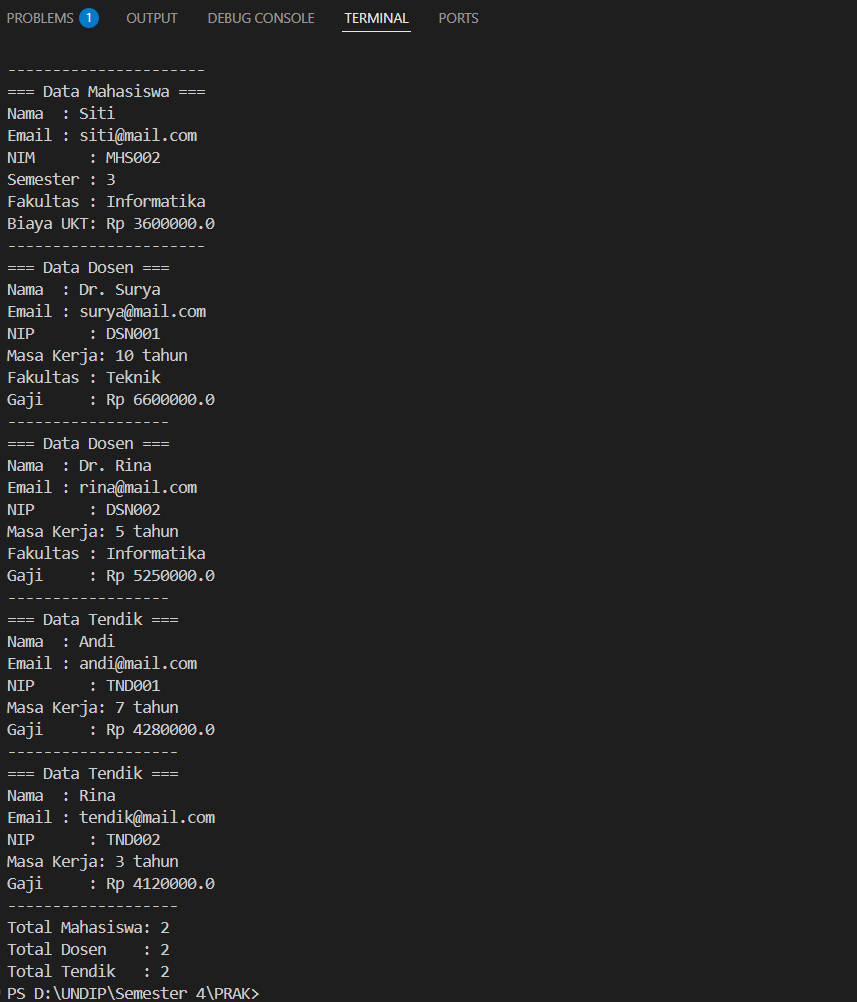 PROBLEMS 1 OUTPUT DEBUG CONSOLE TERMINAL PORTS
----------------------
=== Data Mahasiswa ===
Nama  : Siti
Email : siti@mail.com
NIM      : MHS002
Semester : 3
Fakultas : Informatika
Biaya UKT: Rp 3600000.0
----------------------
=== Data Dosen ===
Nama  : Dr. Surya
Email : surya@mail.com
NIP      : DSN001
Masa Kerja: 10 tahun
Fakultas : Teknik
Gaji     : Rp 6600000.0
------------------
=== Data Dosen ===
Nama  : Dr. Rina
Email : rina@mail.com
NIP      : DSN002
Masa Kerja: 5 tahun
Fakultas : Informatika
Gaji     : Rp 5250000.0
------------------
=== Data Tendik ===
Nama  : Andi
Email : andi@mail.com
NIP      : TND001
Masa Kerja: 7 tahun
Gaji     : Rp 4280000.0
-------------------
=== Data Tendik ===
Nama  : Rina
Email : tendik@mail.com
NIP      : TND002
Masa Kerja: 3 tahun
Gaji     : Rp 4120000.0
-------------------
Total Mahasiswa: 2
Total Dosen    : 2
Total Tendik   : 2
PS D:\UNDIP\Semester 4\PRAK>